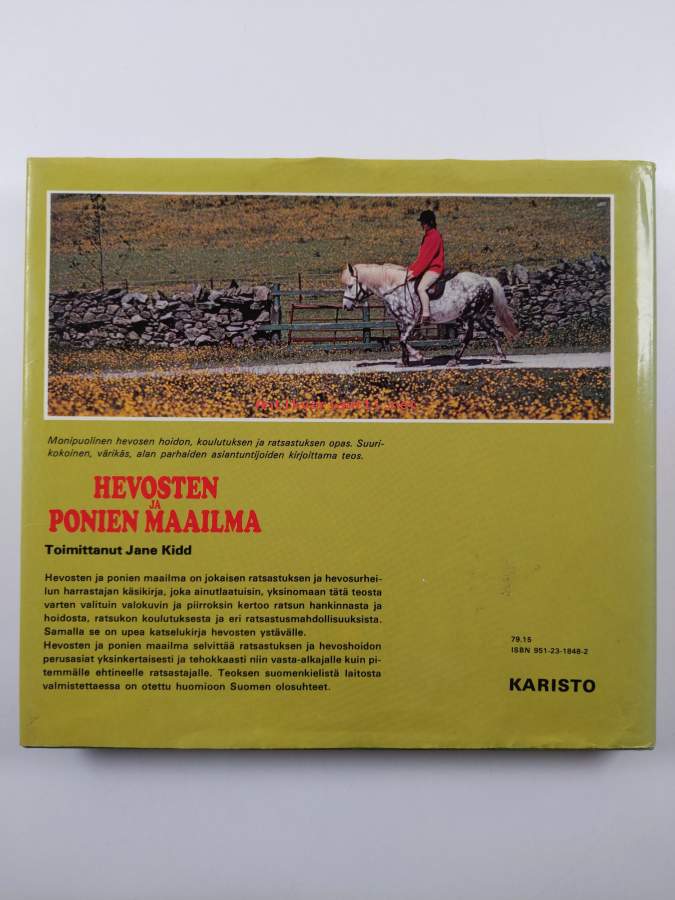 Monipuolinen hevosen hoidon, koulutuksen ja ratsastuksen opas. Suuri-
kokoinen, värikäs, alan parhaiden asiantuntijoiden kirjoittama teos.
HEVOSTEN
JA
PONIEN MAAILMA
Toimittanut Jane Kidd
Hevosten ja ponien maailma on jokaisen ratsastuksen ja hevosurhei-
lun harrastajan käsikirja, joka ainutlaatuisin, yksinomaan tätä teosta
varten valituin valokuvin ja piirroksin kertoo ratsun hankinnasta ja
hoidosta, ratsukon koulutuksesta ja eri ratsastusmahdollisuuksista.
Samalla se on upea katselukirja hevosten ystävälle.
Hevosten ja ponien maailma selvittää ratsastuksen ja hevoshoidon
perusasiat yksinkertaisesti ja tehokkaasti niin vasta-alkajalle kuin pi-
temmälle ehtineelle ratsastajalle. Teoksen suomenkielistä laitosta
valmistettaessa on otettu huomioon Suomen olosuhteet.
79.15
ISBN 951-23-1848-2
KARISTO